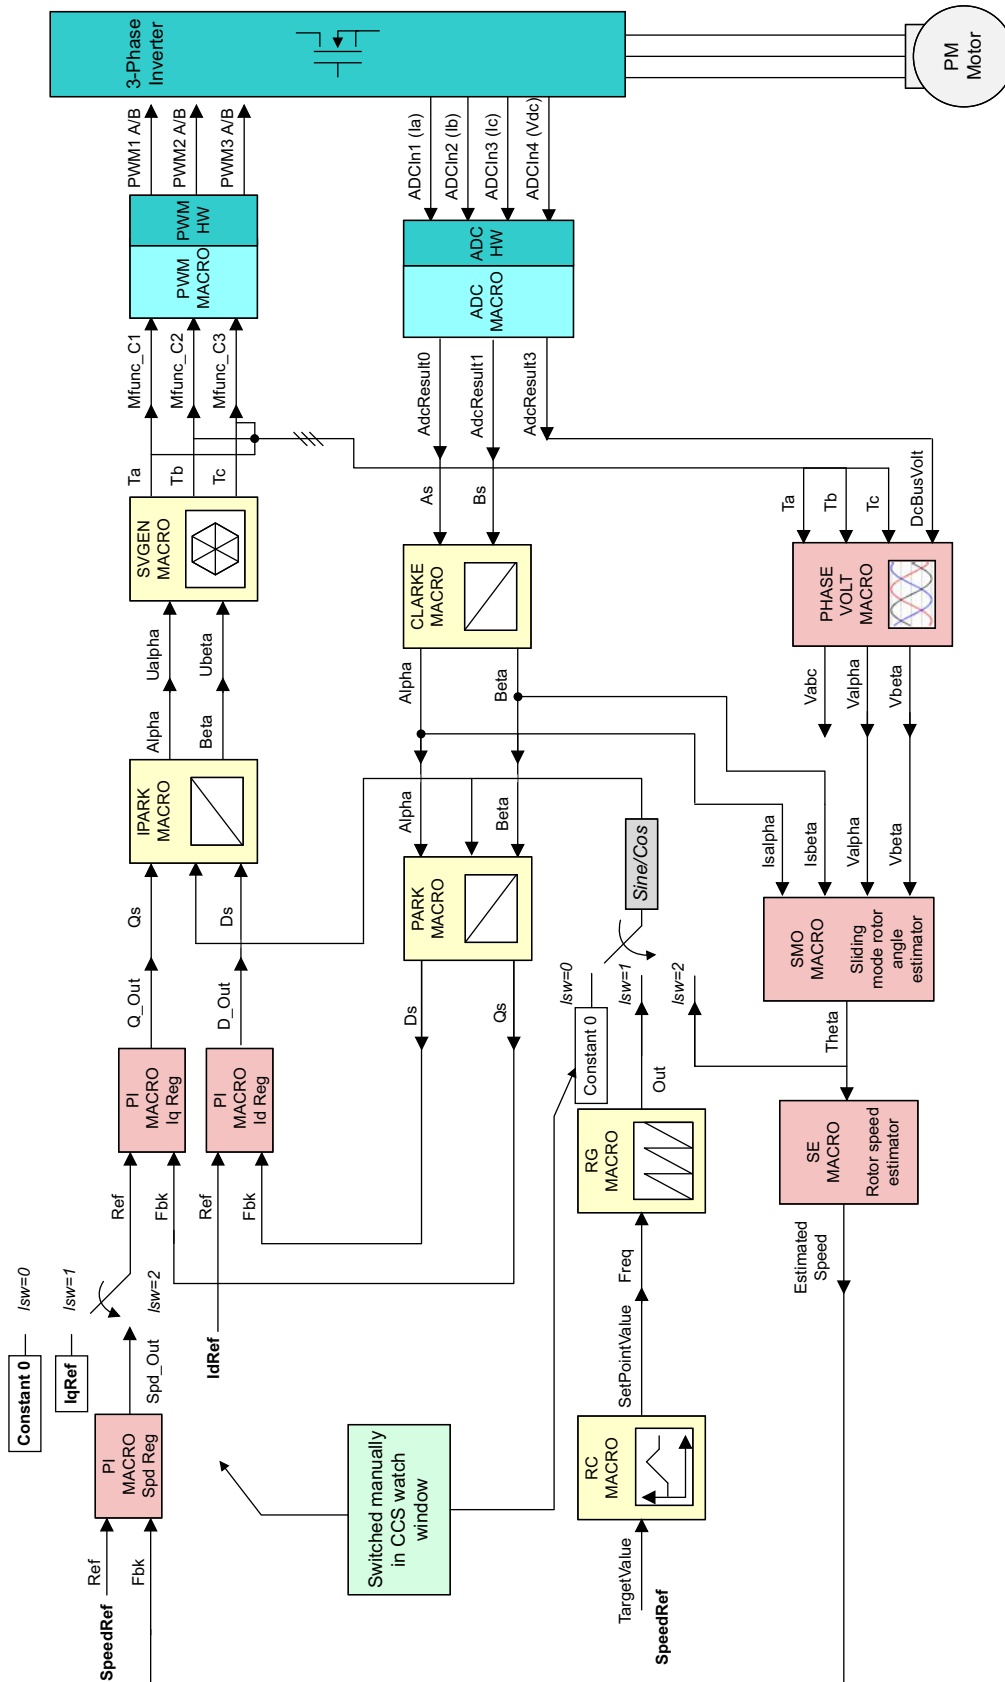 Constant 0
Isw=0
IqRef
Isw=1
Isw=2
SpeedRef
Ref
Fbk
PI
MACRO
Spd Reg
Spd_Out
Ref
Fbk
PI
MACRO
Iq Reg
Q_Out
Qs
IdRef
Ref
Fbk
PI
MACRO
Id Reg
D_Out
Ds
IPARK
MACRO
Alpha
Beta
Ualpha
Ubeta
SVGEN
MACRO
Ta
Tb
Tc
Mfunc_C1
Mfunc_C2
Mfunc_C3
PWM
MACRO
PWM
HW
PWM1 A/B
PWM2 A/B
PWM3 A/B
3-Phase
Inverter
PM
Motor
ADCIn1 (Ia)
ADCIn2 (Ib)
ADCIn3 (Ic)
ADCIn4 (Vdc)
ADC
HW
ADC
MACRO
AdcResult0
AdcResult1
AdcResult3
As
Bs
CLARKE
MACRO
Alpha
Beta
Alpha
Beta
PARK
MACRO
Ds
Qs
Switched manually
in CCS watch
window
TargetValue
SpeedRef
RC
MACRO
SetPointValue
Freq
RG
MACRO
Out
Constant 0
Isw=0
Isw=1
Isw=2
Sine/Cos
Ta
Tb
Tc
DcBusVolt
PHASE
VOLT
MACRO
Vabc
Valpha
Vbeta
Isalpha
Isbeta
Valpha
Vbeta
SMO
MACRO
Sliding
mode rotor
angle
estimator
Theta
SE
MACRO
Rotor speed
estimator
Estimated
Speed